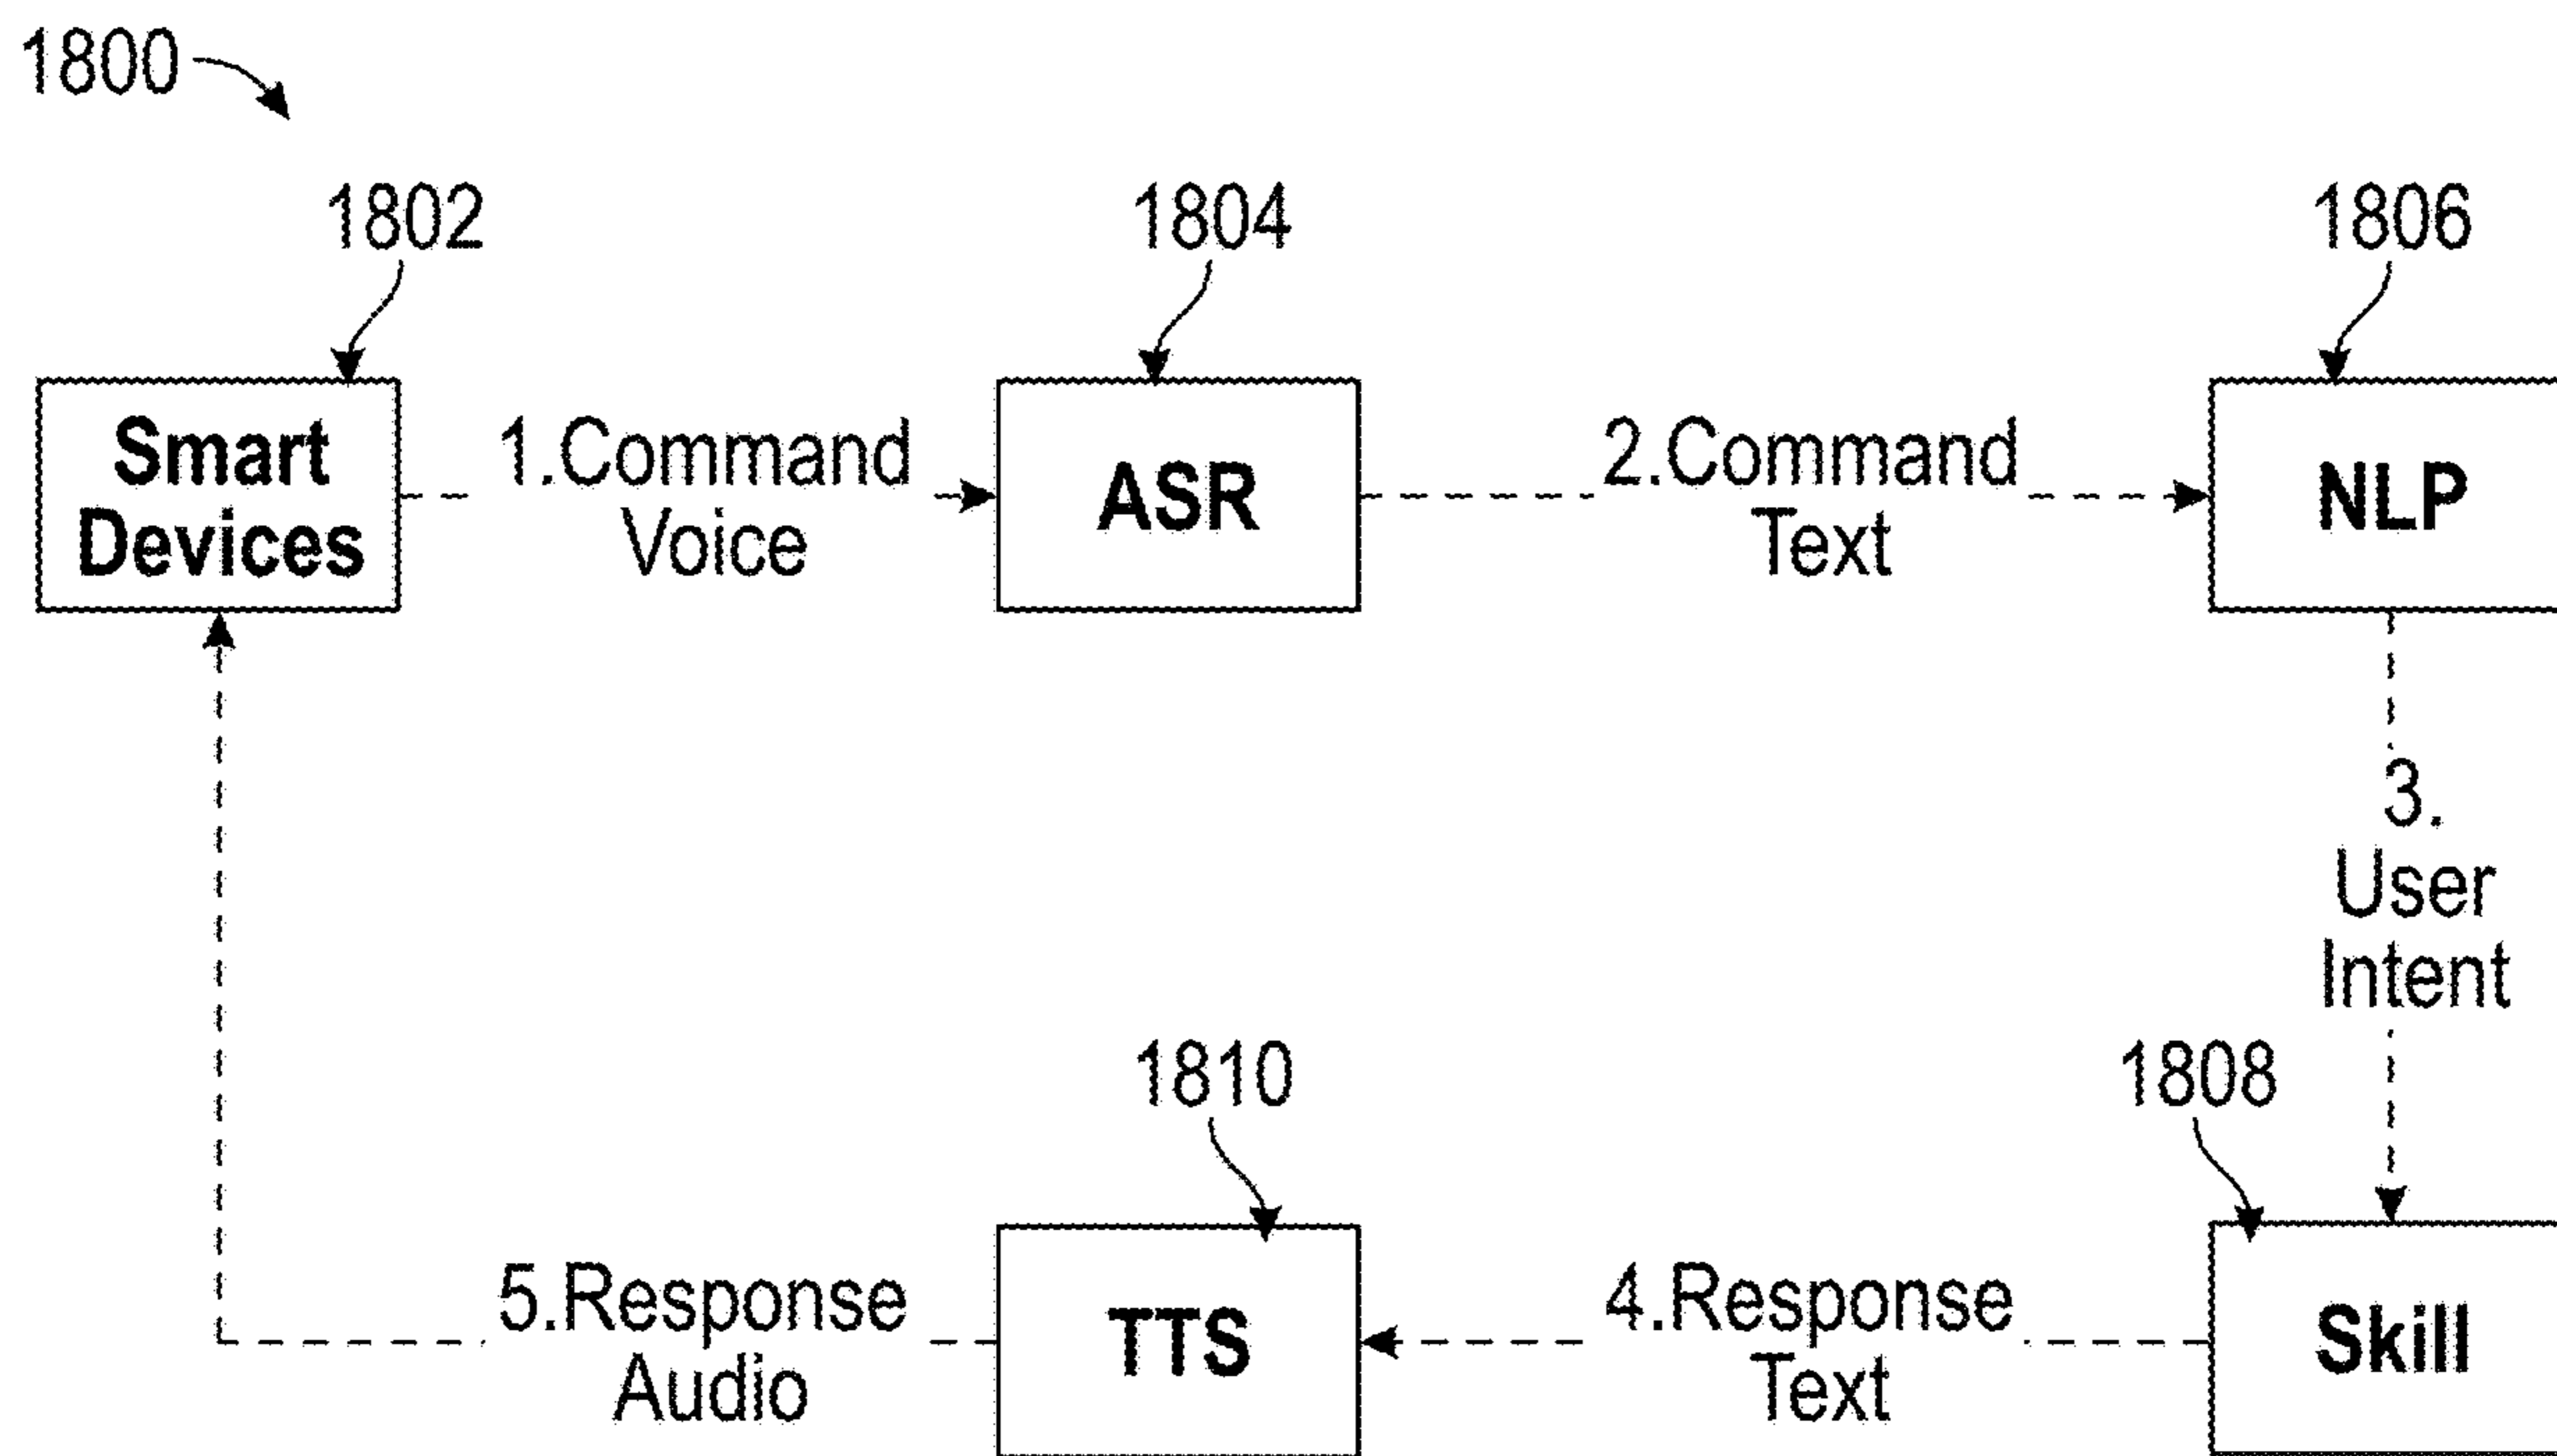 1800
1802
1804
1806
Smart
Devices
1.Command
Voice
ASR
2.Command
Text
NLP
3.
User
Intent
1810
1808
5.Response
Audio
TTS
4.Response
Text
Skill